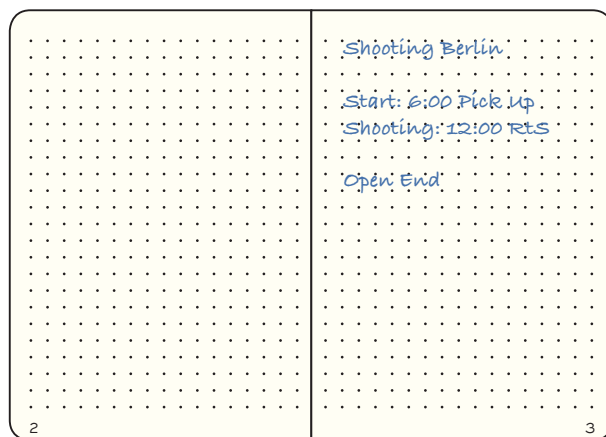 Shooting Berlin
Start: 6:00 Pick Up
Shooting: 12:00 RtS
Open End
2
3